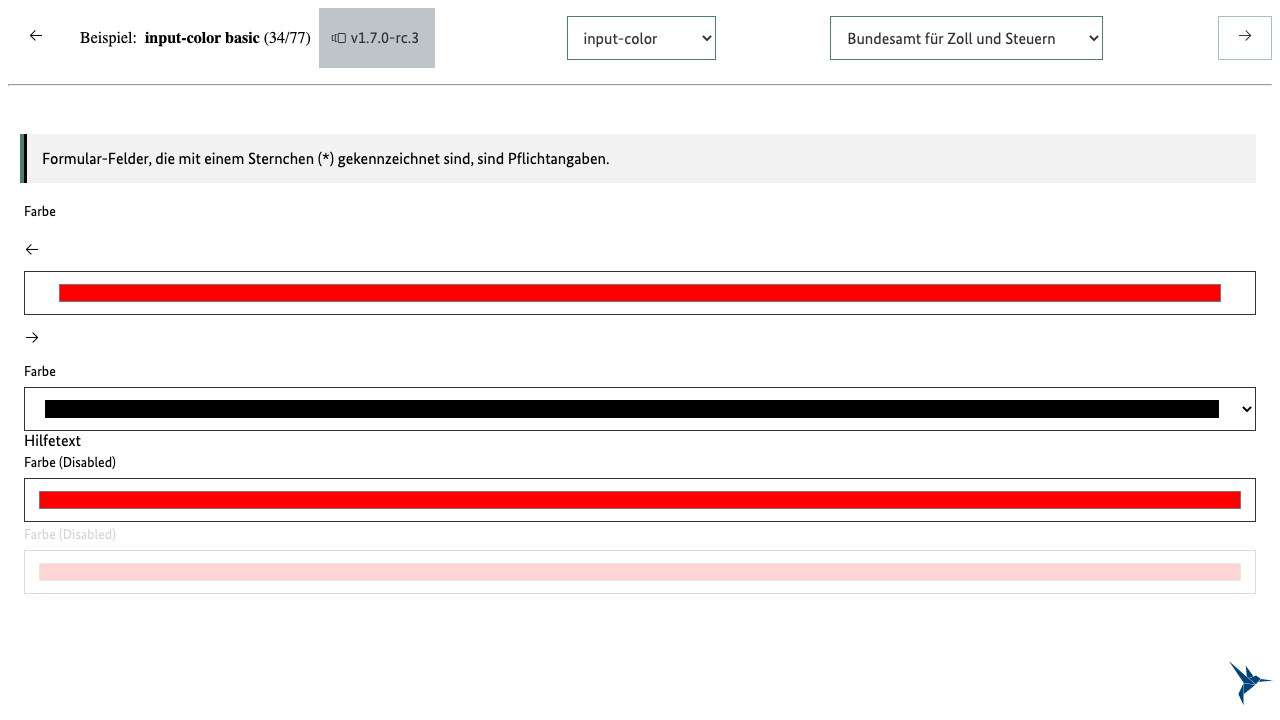 Beispiel: input-color basic (34/77) v1.7.0-rc.3 input-color Bundesamt für Zoll und Steuern
Formular-Felder, die mit einem Sternchen (*) gekennzeichnet sind, sind Pflichtangaben.
Farbe
Farbe
Hilfetext
Farbe (Disabled)
Farbe (Disabled)